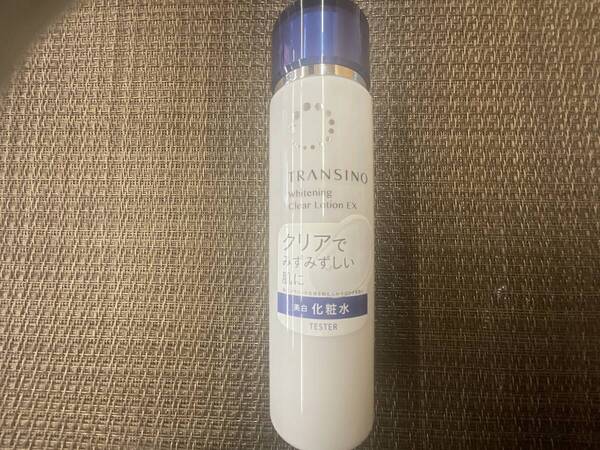 TRANSINO
Whitening
Clear Lotion EX
クリアで
みずみずしい
肌に
美白 化粧水
TESTER